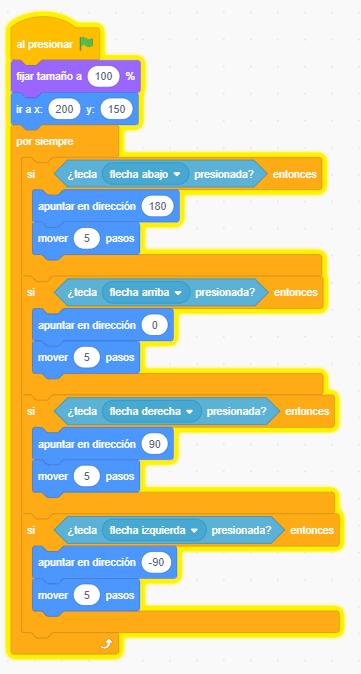 al presionar
fijar tamaño a 100 %
ir a x: 200 y: 150
por siempre
si ¿tecla flecha abajo presionada? entonces
apuntar en dirección 180
mover 5 pasos
si ¿tecla flecha arriba presionada? entonces
apuntar en dirección 0
mover 5 pasos
si ¿tecla flecha derecha presionada? entonces
apuntar en dirección 90
mover 5 pasos
si ¿tecla flecha izquierda presionada? entonces
apuntar en dirección -90
mover 5 pasos